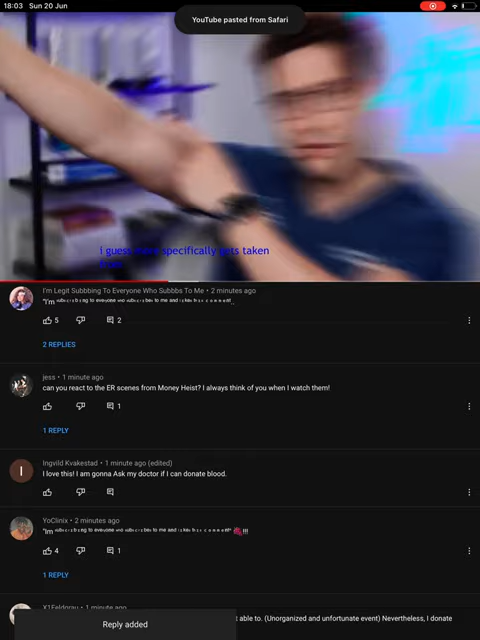 18:03 Sun 20 Jun
YouTube pasted from Safari
i guess more specifically gets taken
I'm Legit Subbbing To Everyone Who Subbbs To Me • 2 minutes ago
5 2
2 REPLIES
jess • 1 minute ago
can you react to the ER scenes from Money Heist? I always think of you when I watch them!
1
1 REPLY
I
Ingvild Kvakestad • 1 minute ago (edited)
I love this! I am gonna Ask my doctor if I can donate blood.
YoClinix • 2 minutes ago
4 1
1 REPLY
X1Feldgrau • 1 minute ago
able to. (Unorganized and unfortunate event) Nevertheless, I donate
Reply added